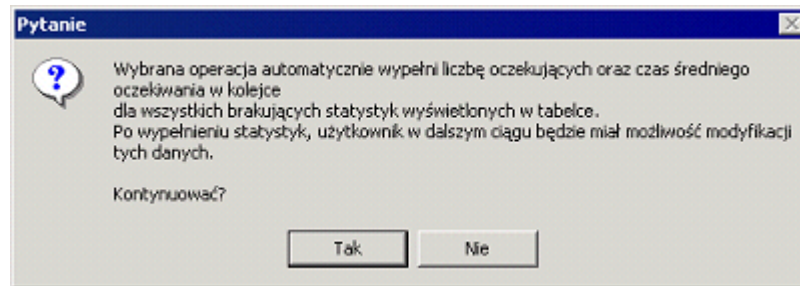 Pytanie
Wybrana operacja automatycznie wypełni liczbę oczekujących oraz czas średniego
oczekiwania w kolejce
dla wszystkich brakujących statystyk wyświetlonych w tabelce.
Po wypełnieniu statystyk, użytkownik w dalszym ciągu będzie miał możliwość modyfikacji
tych danych.
Kontynuować?
Tak
Nie